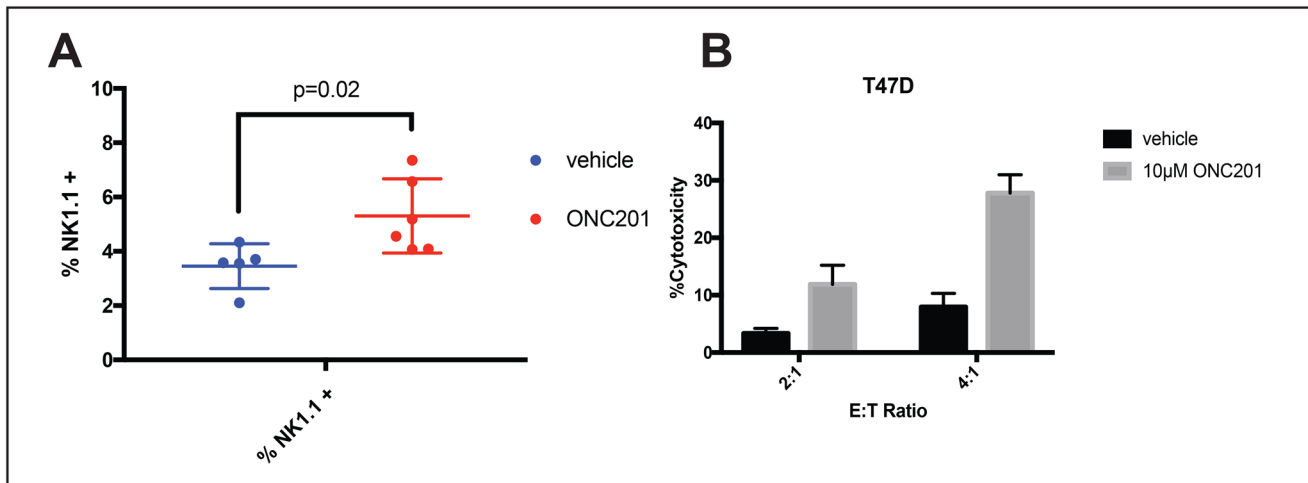 A
p=0.02
10
8
6
4
2
0
% NK1.1 +
% NK1.1 +
vehicle
ONC201
B
T47D
40
30
20
10
0
%Cytotoxicity
2:1
4:1
E:T Ratio
vehicle
10µM ONC201